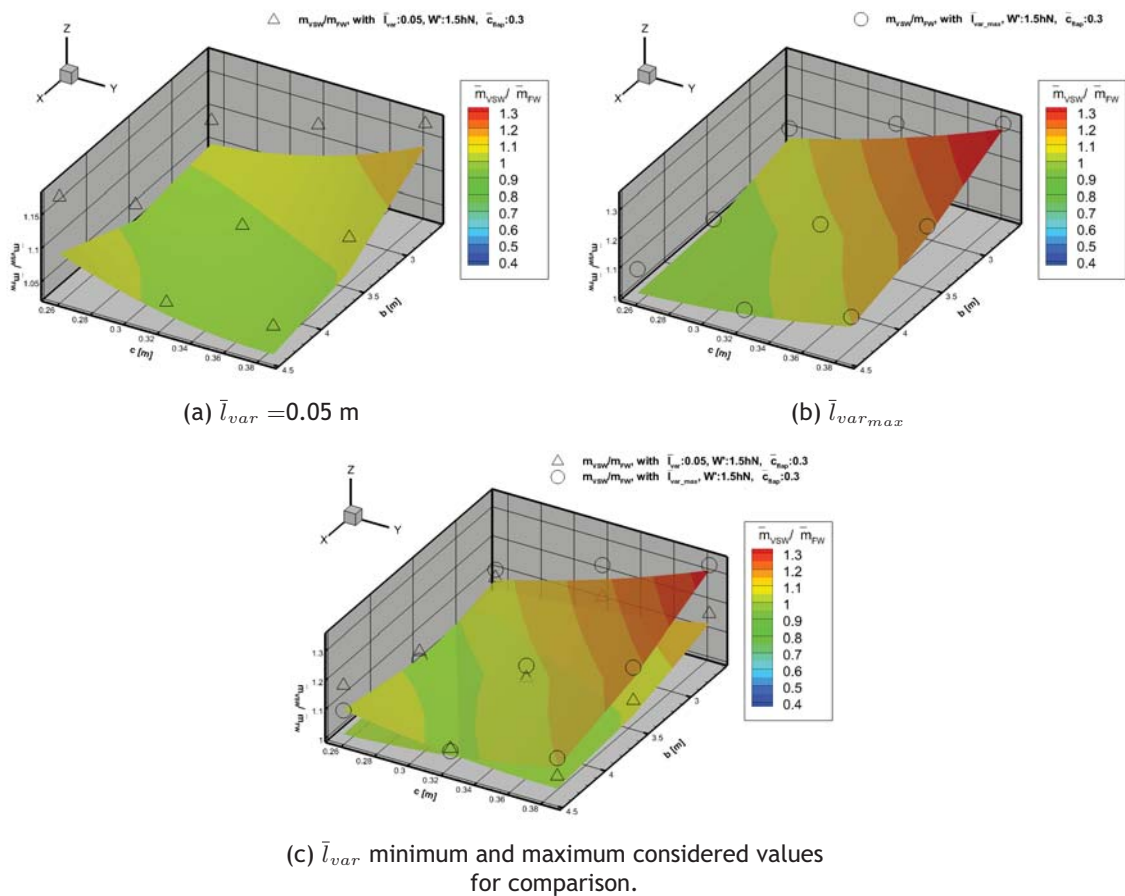 △ m_VSW/m_FW, with l̄_var:0.05, W':1.5hN, c̄_flap:0.3
Z
X
Y
m̄_VSW / m̄_FW
1.3
1.2
1.1
1
0.9
0.8
0.7
0.6
0.5
0.4
1.15
1.1
1.05
m_VSW/ m_FW
0.26
0.28
0.3
0.32
0.34
0.36
0.38
c [m]
3
3.5
4
4.5
b [m]
(a) l̄_var =0.05 m
○ m_VSW/m_FW, with l̄_var_max, W':1.5hN, c̄_flap:0.3
Z
X
Y
m̄_VSW / m̄_FW
1.3
1.2
1.1
1
0.9
0.8
0.7
0.6
0.5
0.4
1.3
1.2
1.1
1
m_VSW/ m_FW
0.26
0.28
0.3
0.32
0.34
0.36
0.38
c [m]
3
3.5
4
4.5
b [m]
(b) l̄_var_max
△ m_VSW/m_FW, with l̄_var:0.05, W':1.5hN, c̄_flap:0.3
○ m_VSW/m_FW, with l̄_var_max, W':1.5hN, c̄_flap:0.3
Z
X
Y
m̄_VSW / m̄_FW
1.3
1.2
1.1
1
0.9
0.8
0.7
0.6
0.5
0.4
1.3
1.2
1.1
1
m_VSW/ m_FW
0.26
0.28
0.3
0.32
0.34
0.36
0.38
c [m]
3
3.5
4
4.5
b [m]
(c) l̄_var minimum and maximum considered values
for comparison.